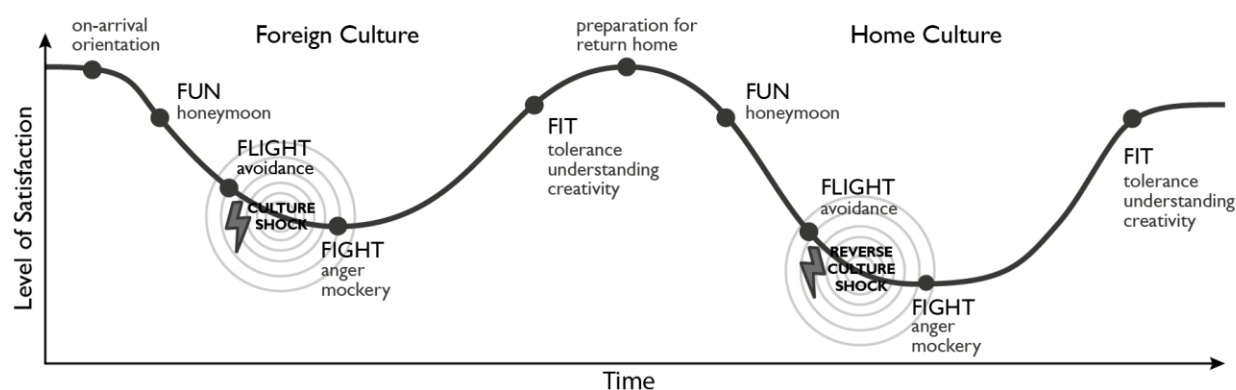 on-arrival
orientation
Foreign Culture
preparation for
return home
Home Culture
Level of Satisfaction
FUN
honeymoon
FLIGHT
avoidance
CULTURE
SHOCK
FIGHT
anger
mockery
FIT
tolerance
understanding
creativity
FUN
honeymoon
FLIGHT
avoidance
REVERSE
CULTURE
SHOCK
FIGHT
anger
mockery
FIT
tolerance
understanding
creativity
Time